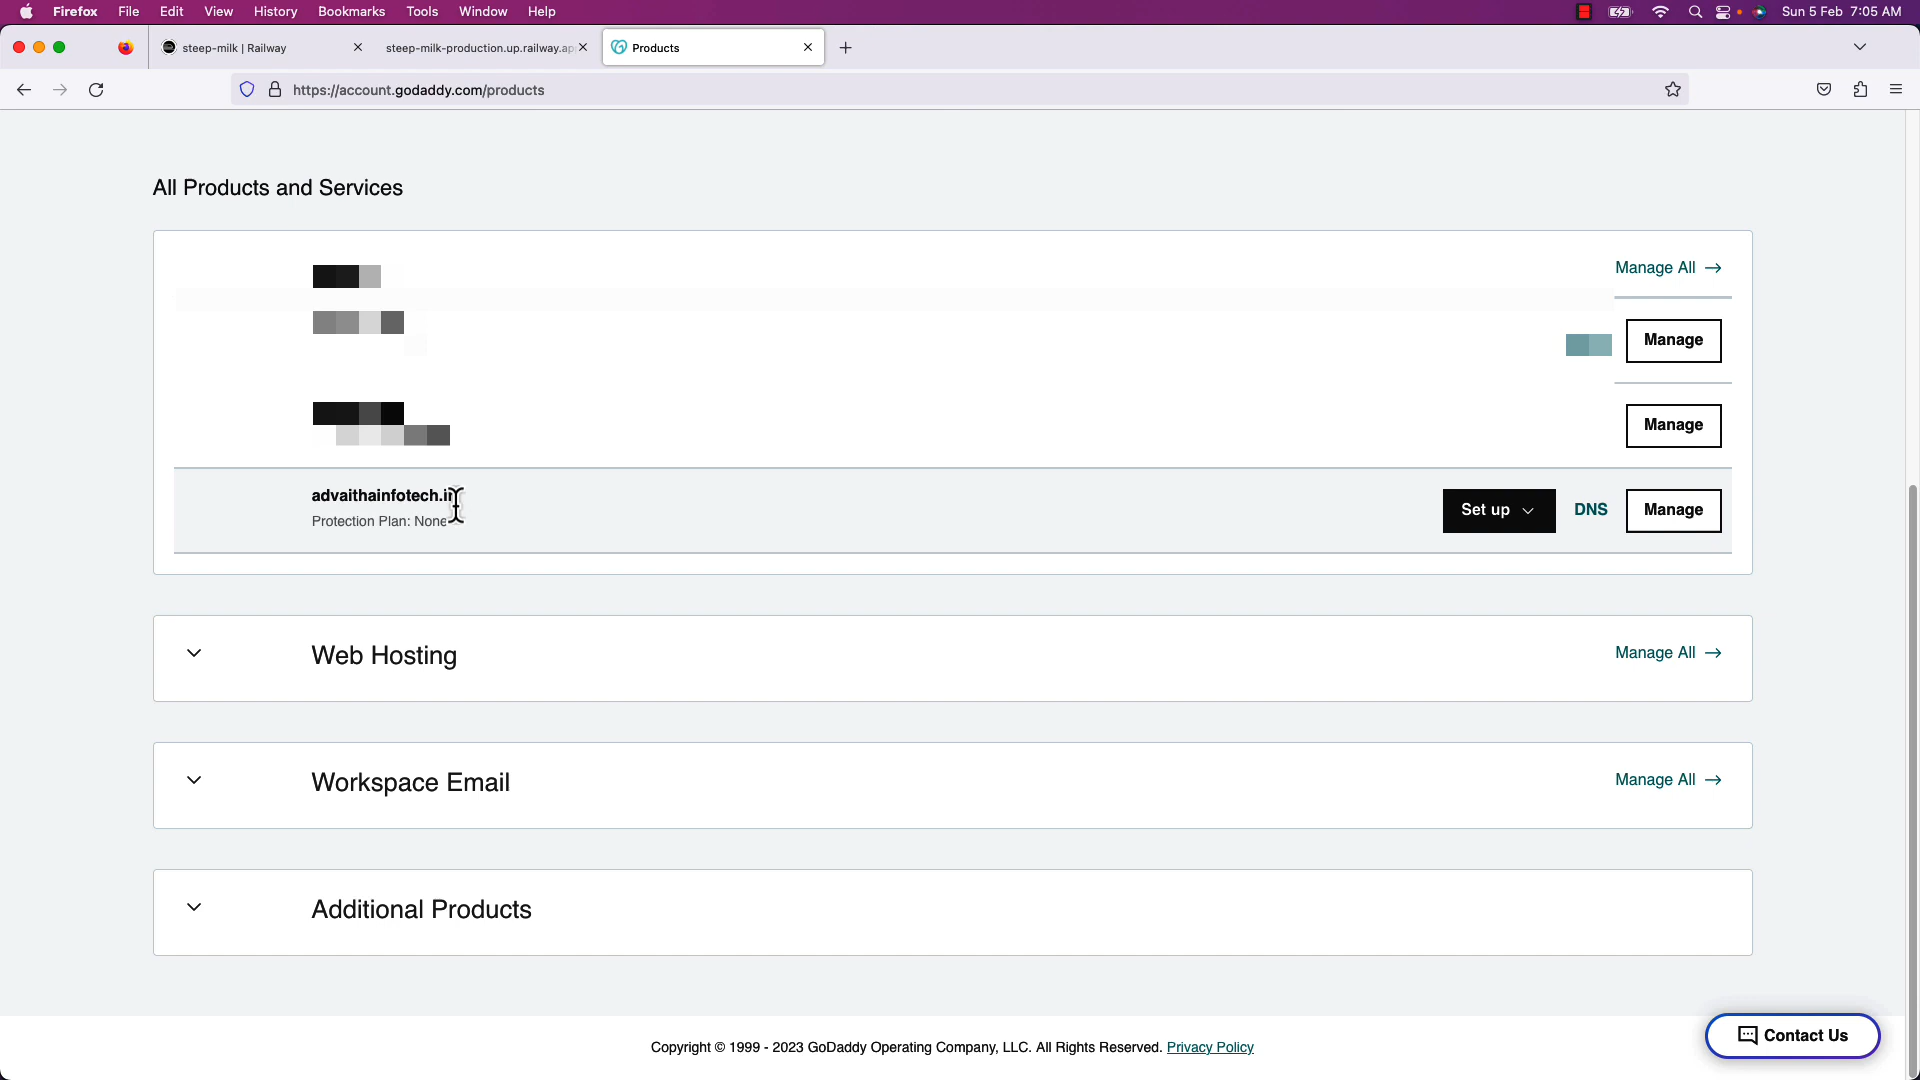 Firefox File Edit View History Bookmarks Tools Window Help Sun 5 Feb 7:05 AM
steep-milk | Railway steep-milk-production.up.railway.ap Products
https://account.godaddy.com/products
All Products and Services
Manage All →
Manage
Manage
advaithainfotech.in
Protection Plan: None
Set up DNS Manage
Web Hosting Manage All →
Workspace Email Manage All →
Additional Products
Contact Us
Copyright © 1999 - 2023 GoDaddy Operating Company, LLC. All Rights Reserved. Privacy Policy